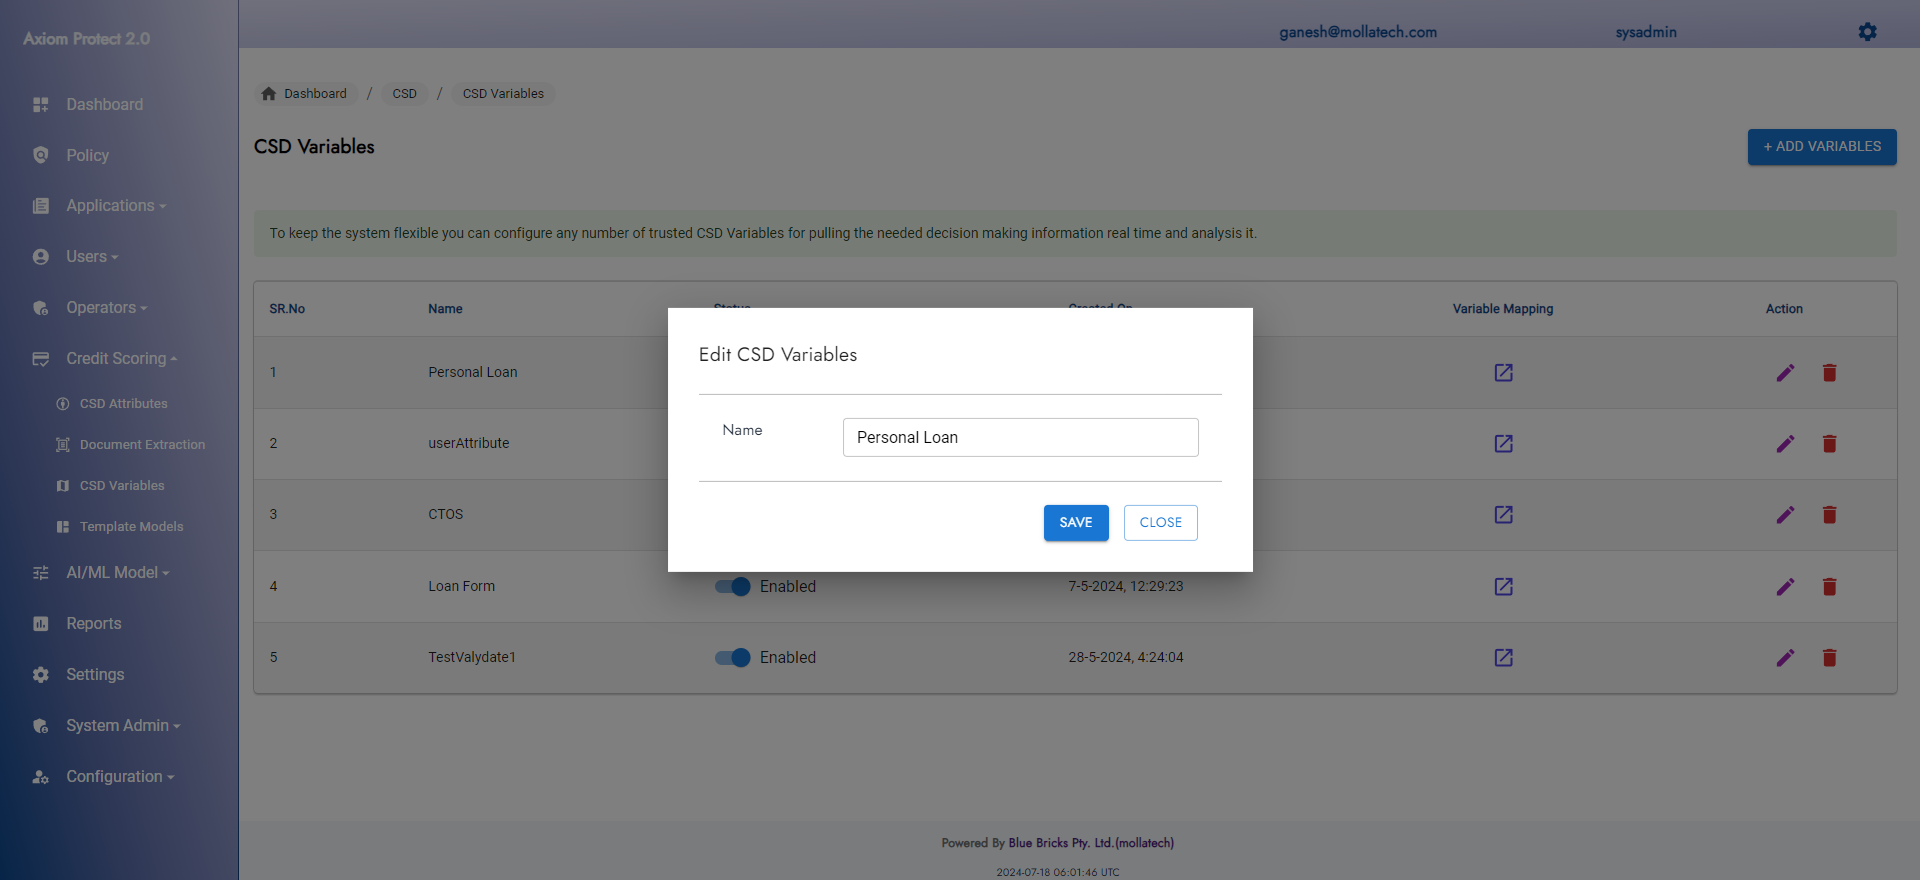 Axiom Protect 2.0
ganesh@mollatech.com
sysadmin
Dashboard
Policy
Applications
Users
Operators
Credit Scoring
CSD Attributes
Document Extraction
CSD Variables
Template Models
AI/ML Model
Reports
Settings
System Admin
Configuration
Dashboard / CSD / CSD Variables
CSD Variables
+ ADD VARIABLES
To keep the system flexible you can configure any number of trusted CSD Variables for pulling the needed decision making information real time and analysis it.
SR.No Name Status Created On Variable Mapping Action
1 Personal Loan
2 userAttribute
3 CTOS
4 Loan Form Enabled 7-5-2024, 12:29:23
5 TestValydate1 Enabled 28-5-2024, 4:24:04
Edit CSD Variables
Name Personal Loan
SAVE CLOSE
Powered By Blue Bricks Pty. Ltd.(mollatech)
2024-07-18 06:01:46 UTC